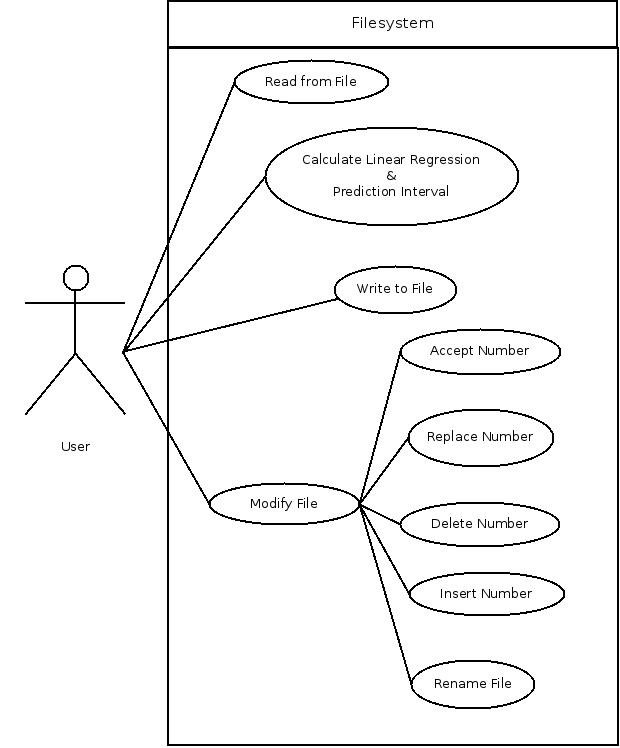 Filesystem
Read from File
Calculate Linear Regression
&
Prediction Interval
Write to File
Accept Number
Replace Number
User
Modify File
Delete Number
Insert Number
Rename File